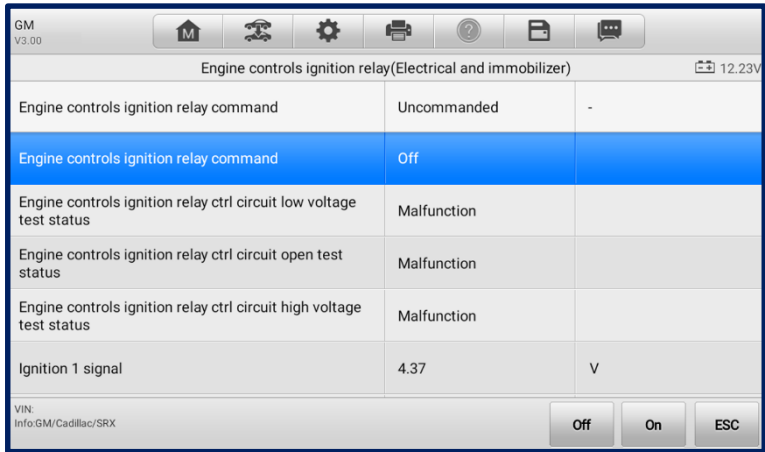 GM
V3.00
M
?
Engine controls ignition relay(Electrical and immobilizer)
12.23V
Engine controls ignition relay command Uncommanded -
Engine controls ignition relay command Off
Engine controls ignition relay ctrl circuit low voltage
test status
Malfunction
Engine controls ignition relay ctrl circuit open test
status
Malfunction
Engine controls ignition relay ctrl circuit high voltage
test status
Malfunction
Ignition 1 signal 4.37 V
VIN:
Info:GM/Cadillac/SRX
Off On ESC